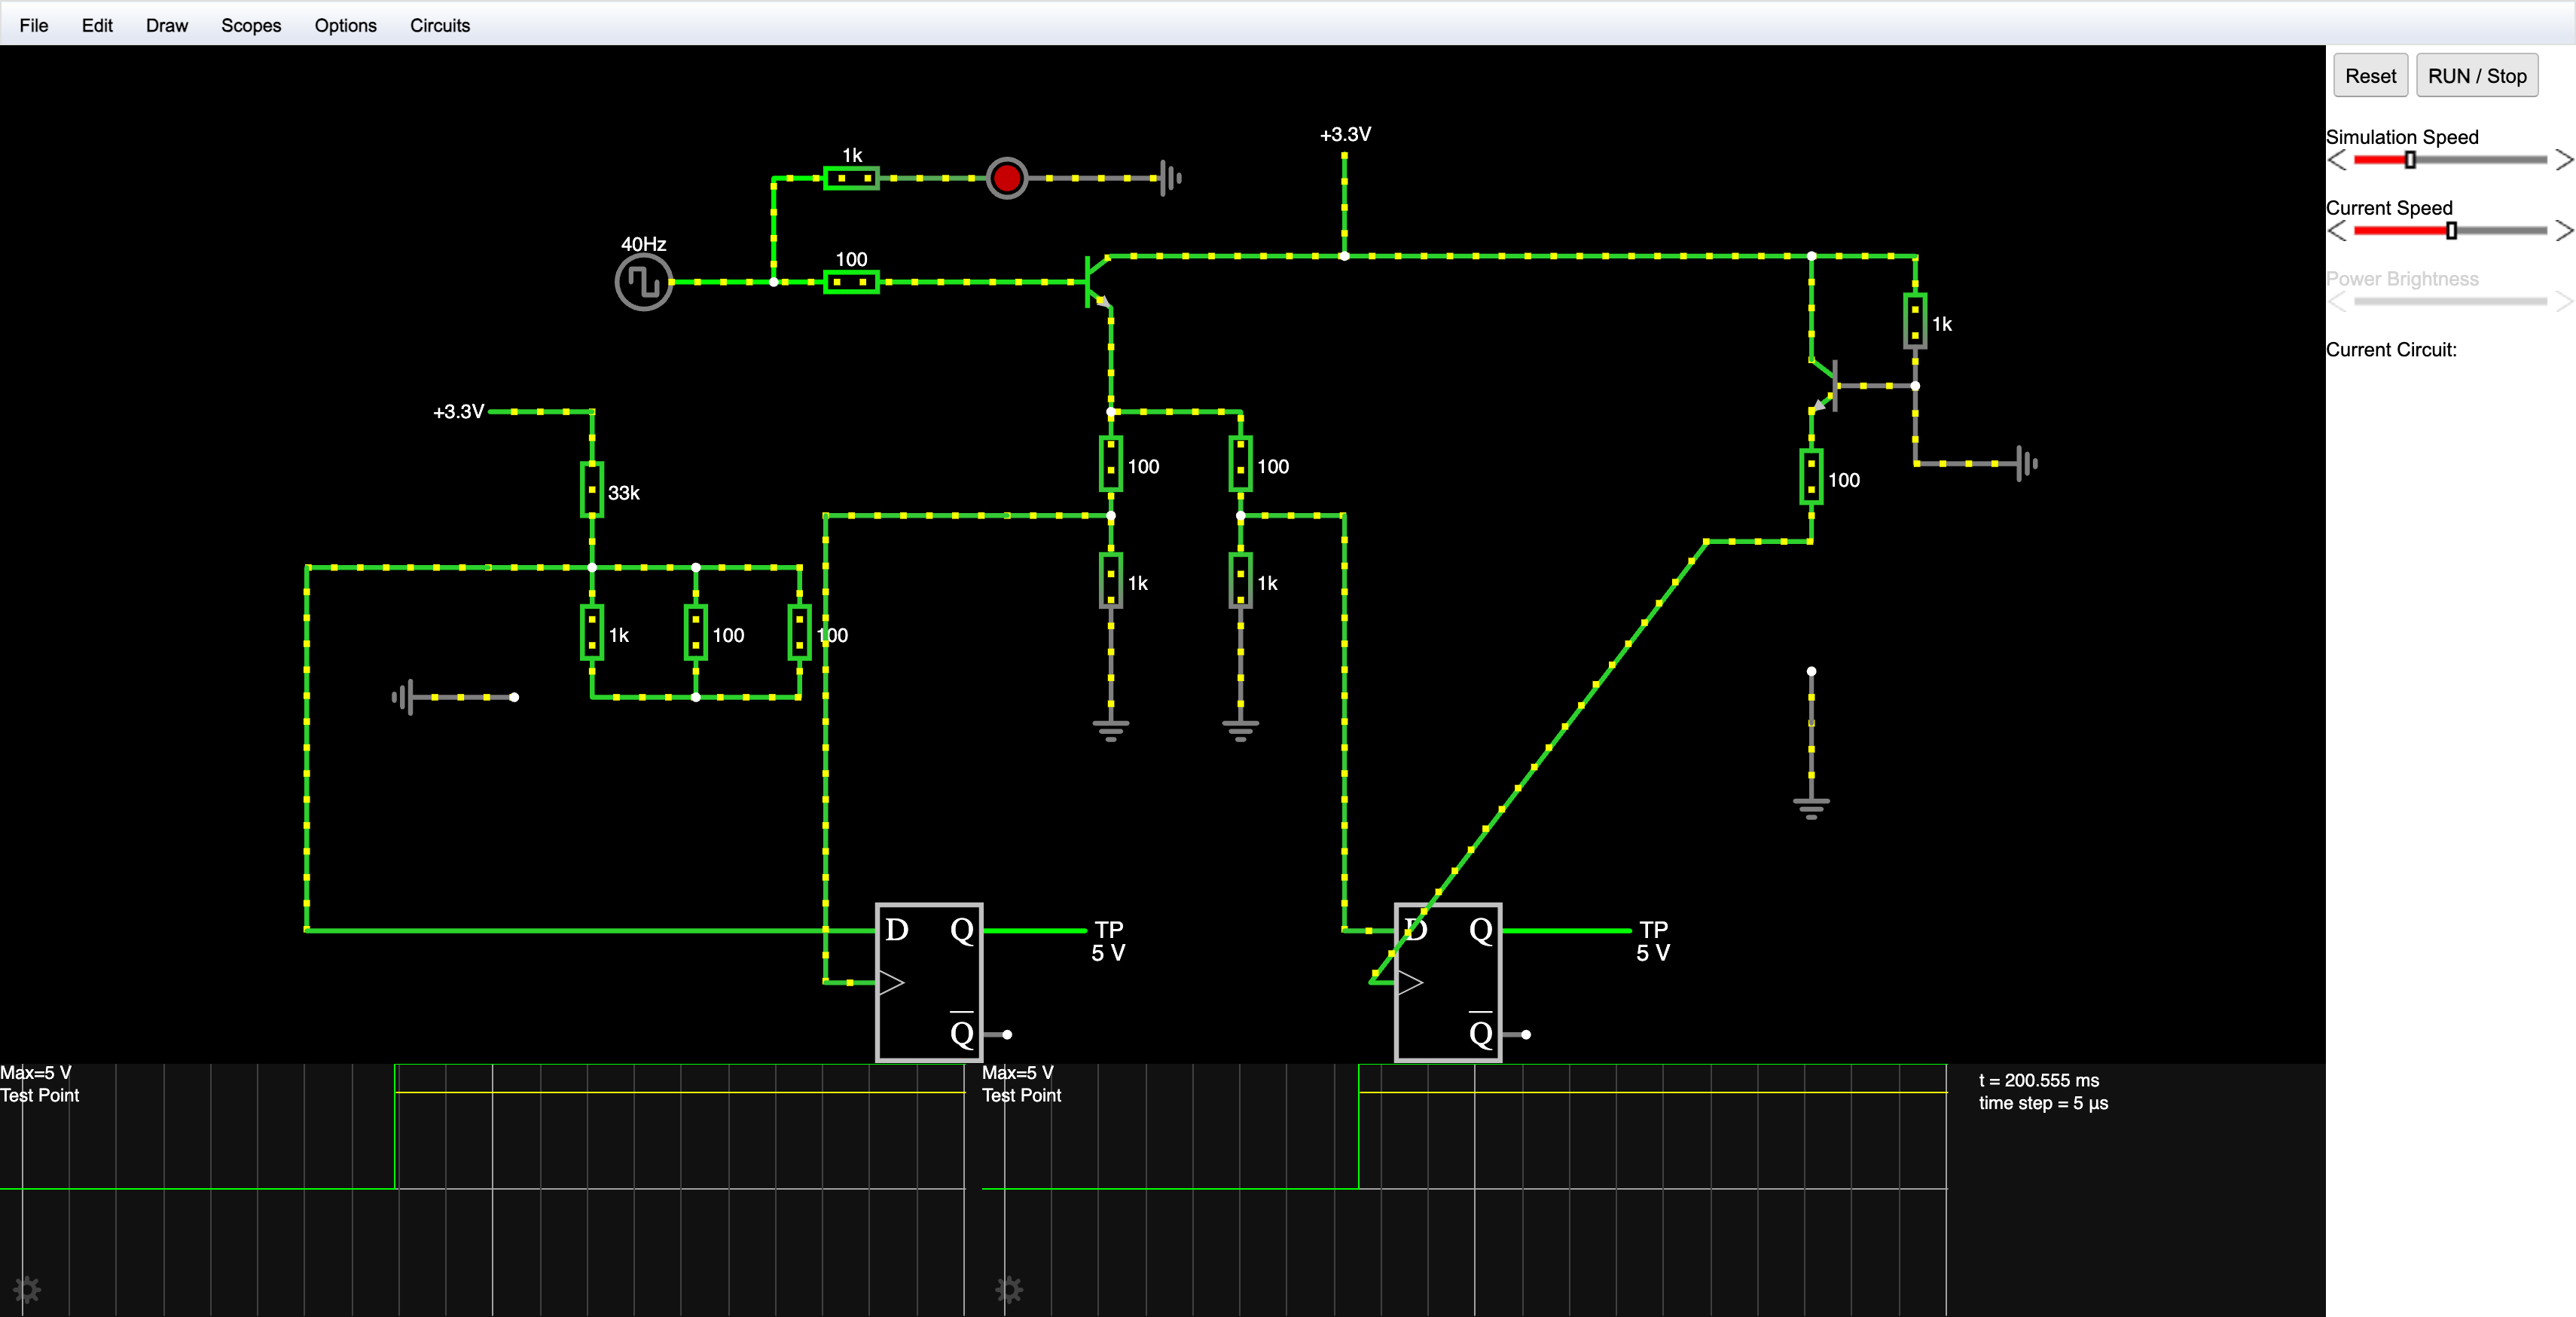 File Edit Draw Scopes Options Circuits
Reset RUN / Stop
Simulation Speed
Current Speed
Power Brightness
Current Circuit:
+3.3V
1k
40Hz
100
1k
+3.3V
100
100
100
33k
1k
1k
1k
100
100
D Q
TP
5 V
Q
D Q
TP
5 V
Q
Max=5 V
Test Point
Max=5 V
Test Point
t = 200.555 ms
time step = 5 µs